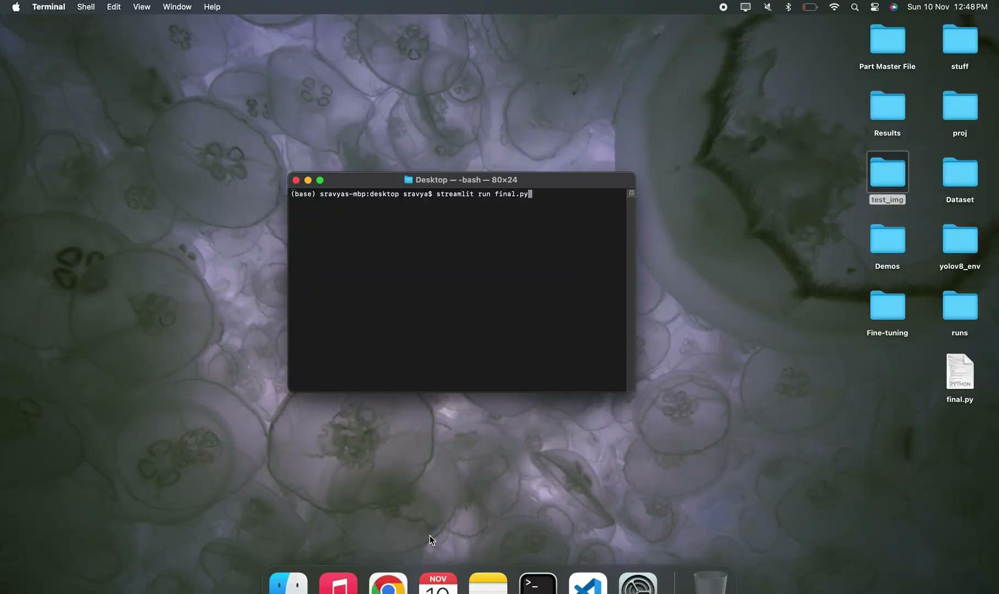 Terminal Shell Edit View Window Help
Sun 10 Nov 12:48 PM
Part Master File stuff
Results proj
Desktop — -bash — 80×24
(base) sravyas-mbp:desktop sravya$ streamlit run final.py
test_img Dataset
Demos yolov8_env
Fine-tuning runs
PYTHON
final.py
NOV
10
>_